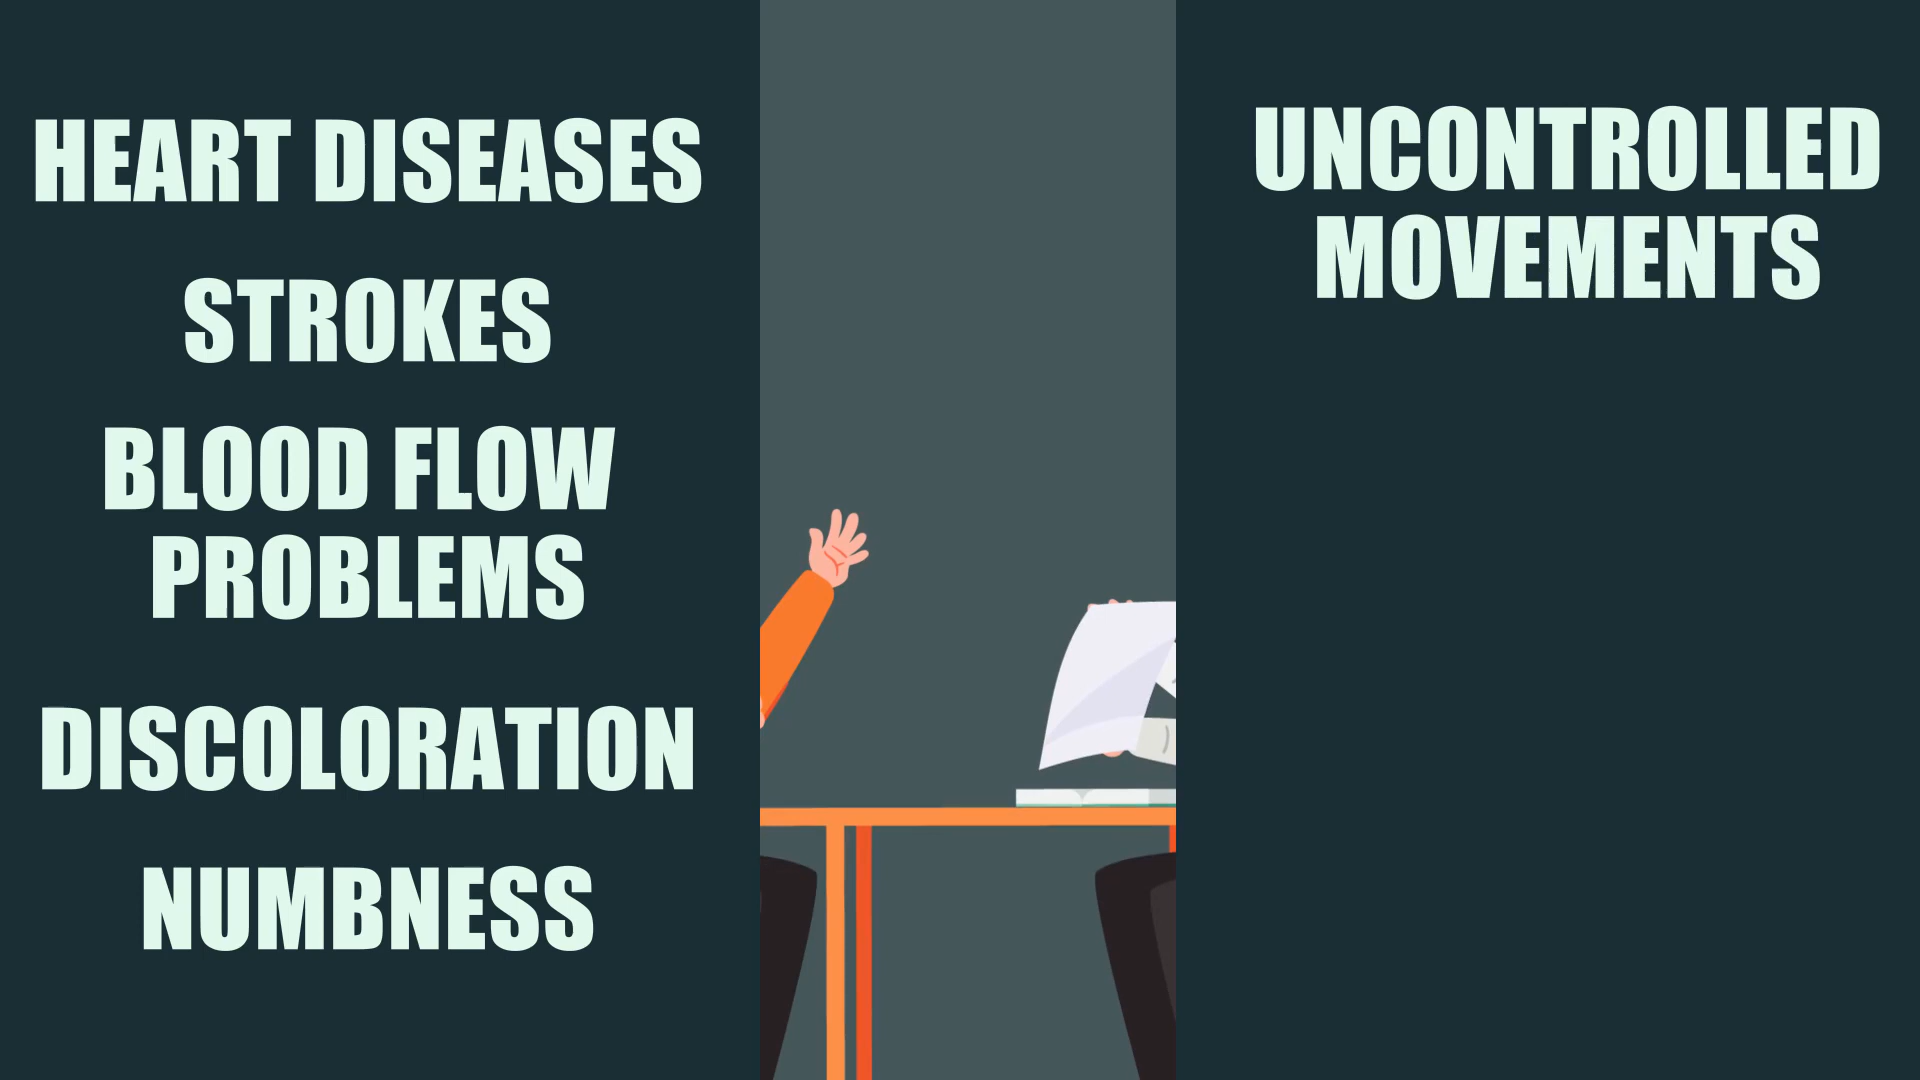 HEART DISEASES
STROKES
BLOOD FLOW
PROBLEMS
DISCOLORATION
NUMBNESS
UNCONTROLLED
MOVEMENTS